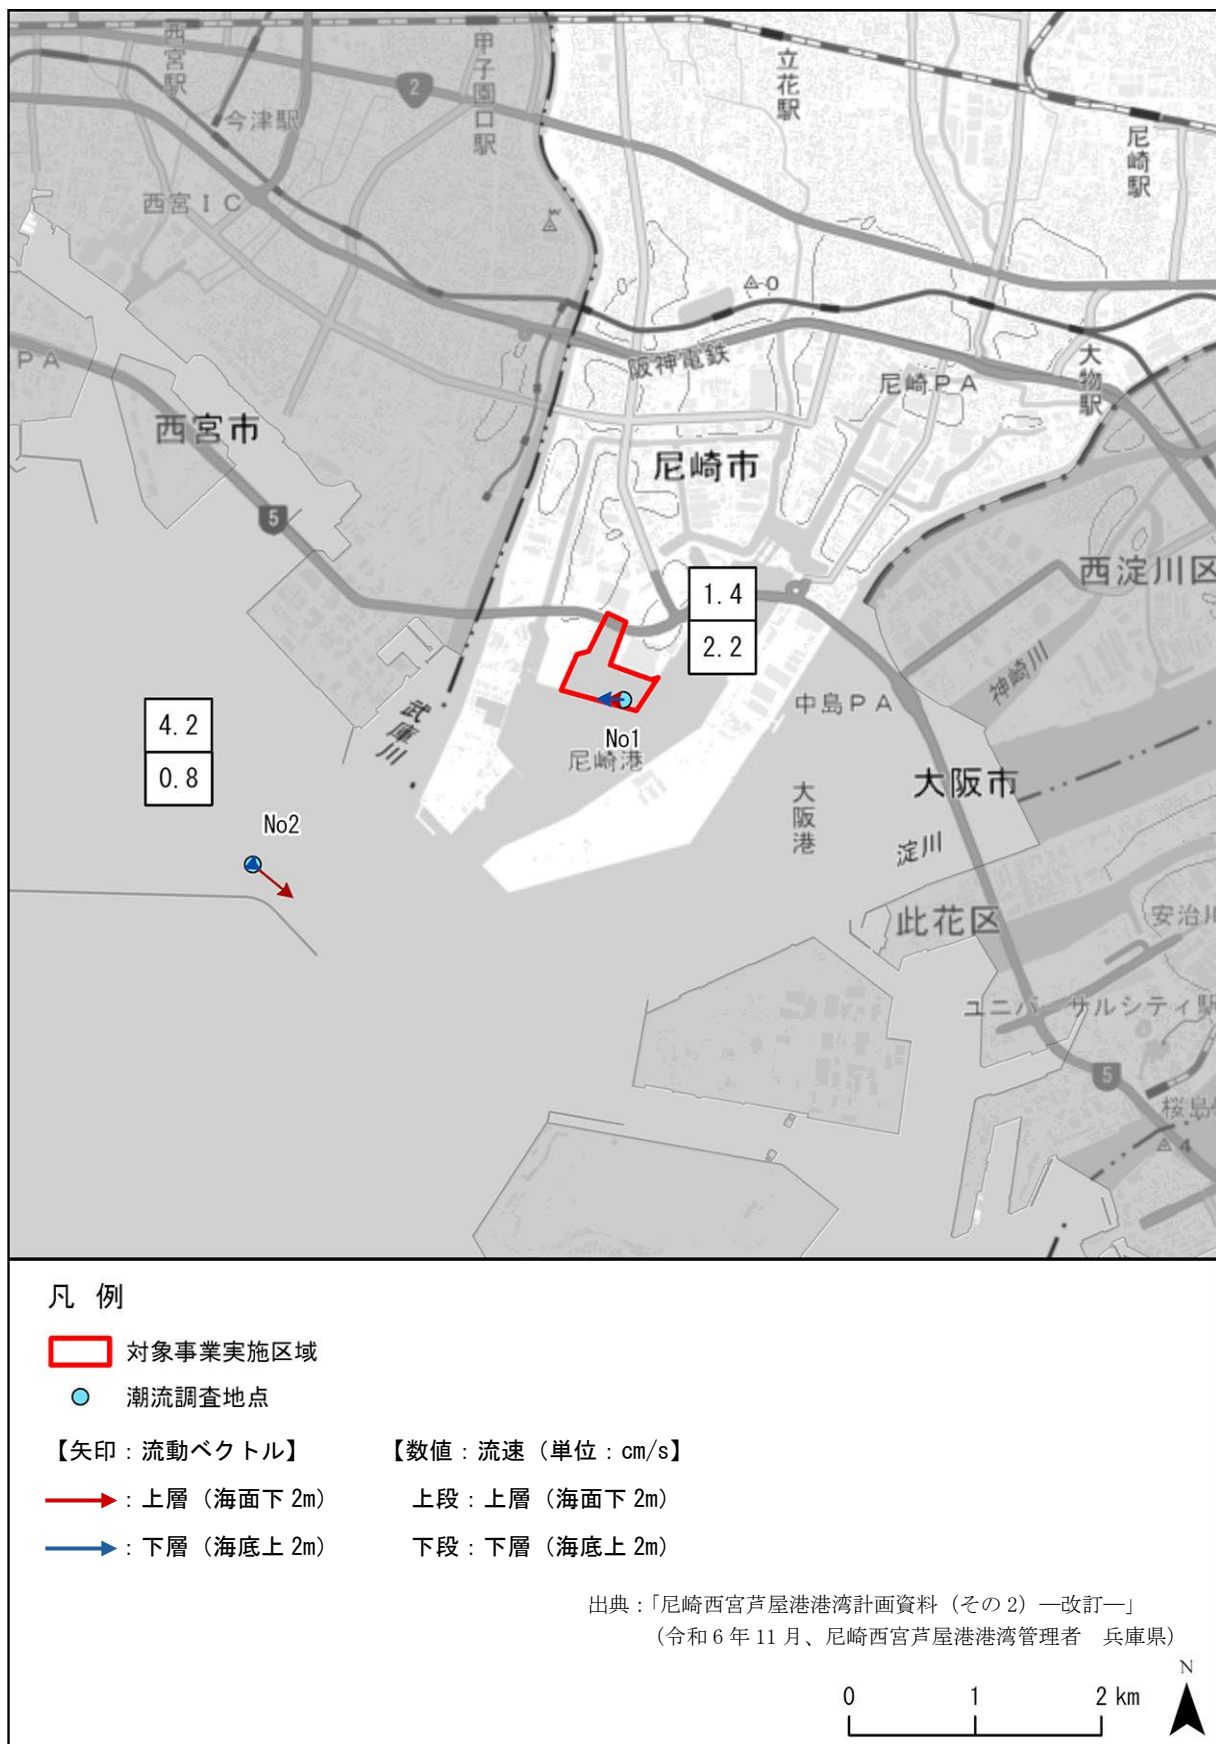 西宮駅
甲子園口駅
立花駅
2
今津駅
尼崎駅
西宮IC
PA
阪神電鉄
尼崎PA
大物駅
西宮市
尼崎市
5
西淀川区
1.4
2.2
神崎川
中島PA
武庫川
4.2
0.8
No1
尼崎港
大阪市
大阪港
No2
淀川
此花区
安治川
ユニバーサルシティ駅
5
桜島
4
凡 例
対象事業実施区域
潮流調査地点
【矢印：流動ベクトル】 【数値：流速（単位：cm/s】
：上層（海面下 2m） 上段：上層（海面下 2m）
：下層（海底上 2m） 下段：下層（海底上 2m）
出典：「尼崎西宮芦屋港港湾計画資料（その 2）―改訂―」
（令和 6 年 11 月、尼崎西宮芦屋港港湾管理者　兵庫県）
N
0 1 2 km